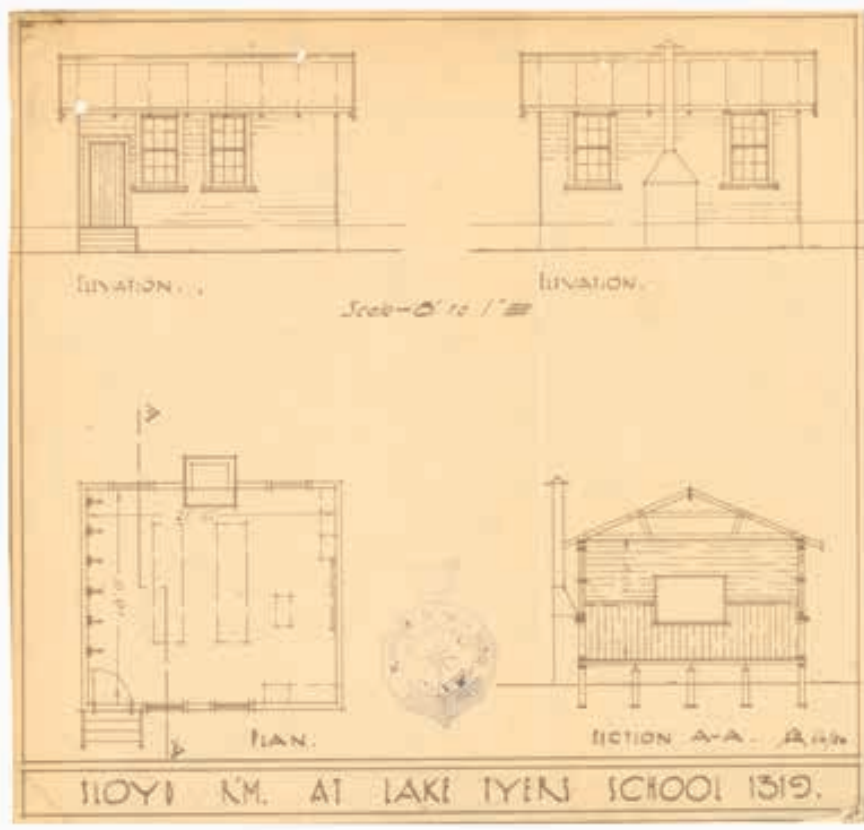 ELEVATION.
ELEVATION.
Scale — 8' to 1"
A
A
PLAN.
SECTION A-A.
SLOYD R'M. AT LAKE TYERS SCHOOL 1319.